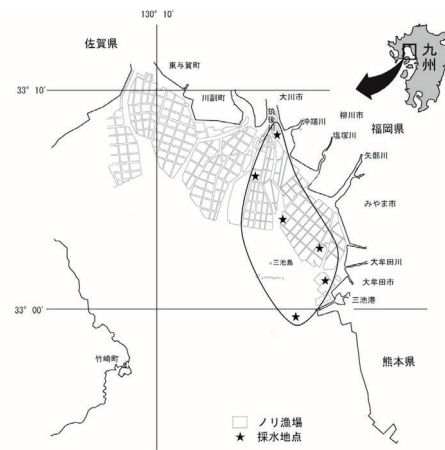 130° 10'
佐賀県
東与賀町
九州
33° 10'
川副町
大川市
筑後川
沖端川
柳川市
塩塚川
福岡県
矢部川
みやま市
三池島
大牟田川
大牟田市
三池港
33° 00'
竹崎町
熊本県
ノリ漁場
採水地点